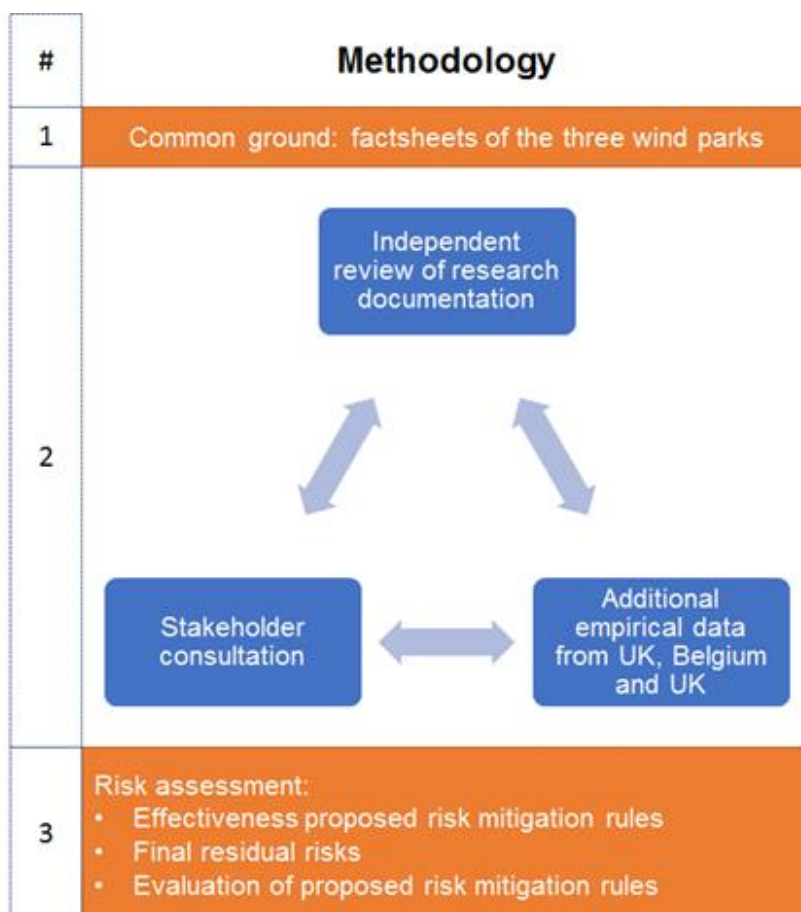 # Methodology
1 Common ground: factsheets of the three wind parks
Independent
review of research
documentation
2
Stakeholder
consultation
Additional
empirical data
from UK, Belgium
and UK
3
Risk assessment:
• Effectiveness proposed risk mitigation rules
• Final residual risks
• Evaluation of proposed risk mitigation rules